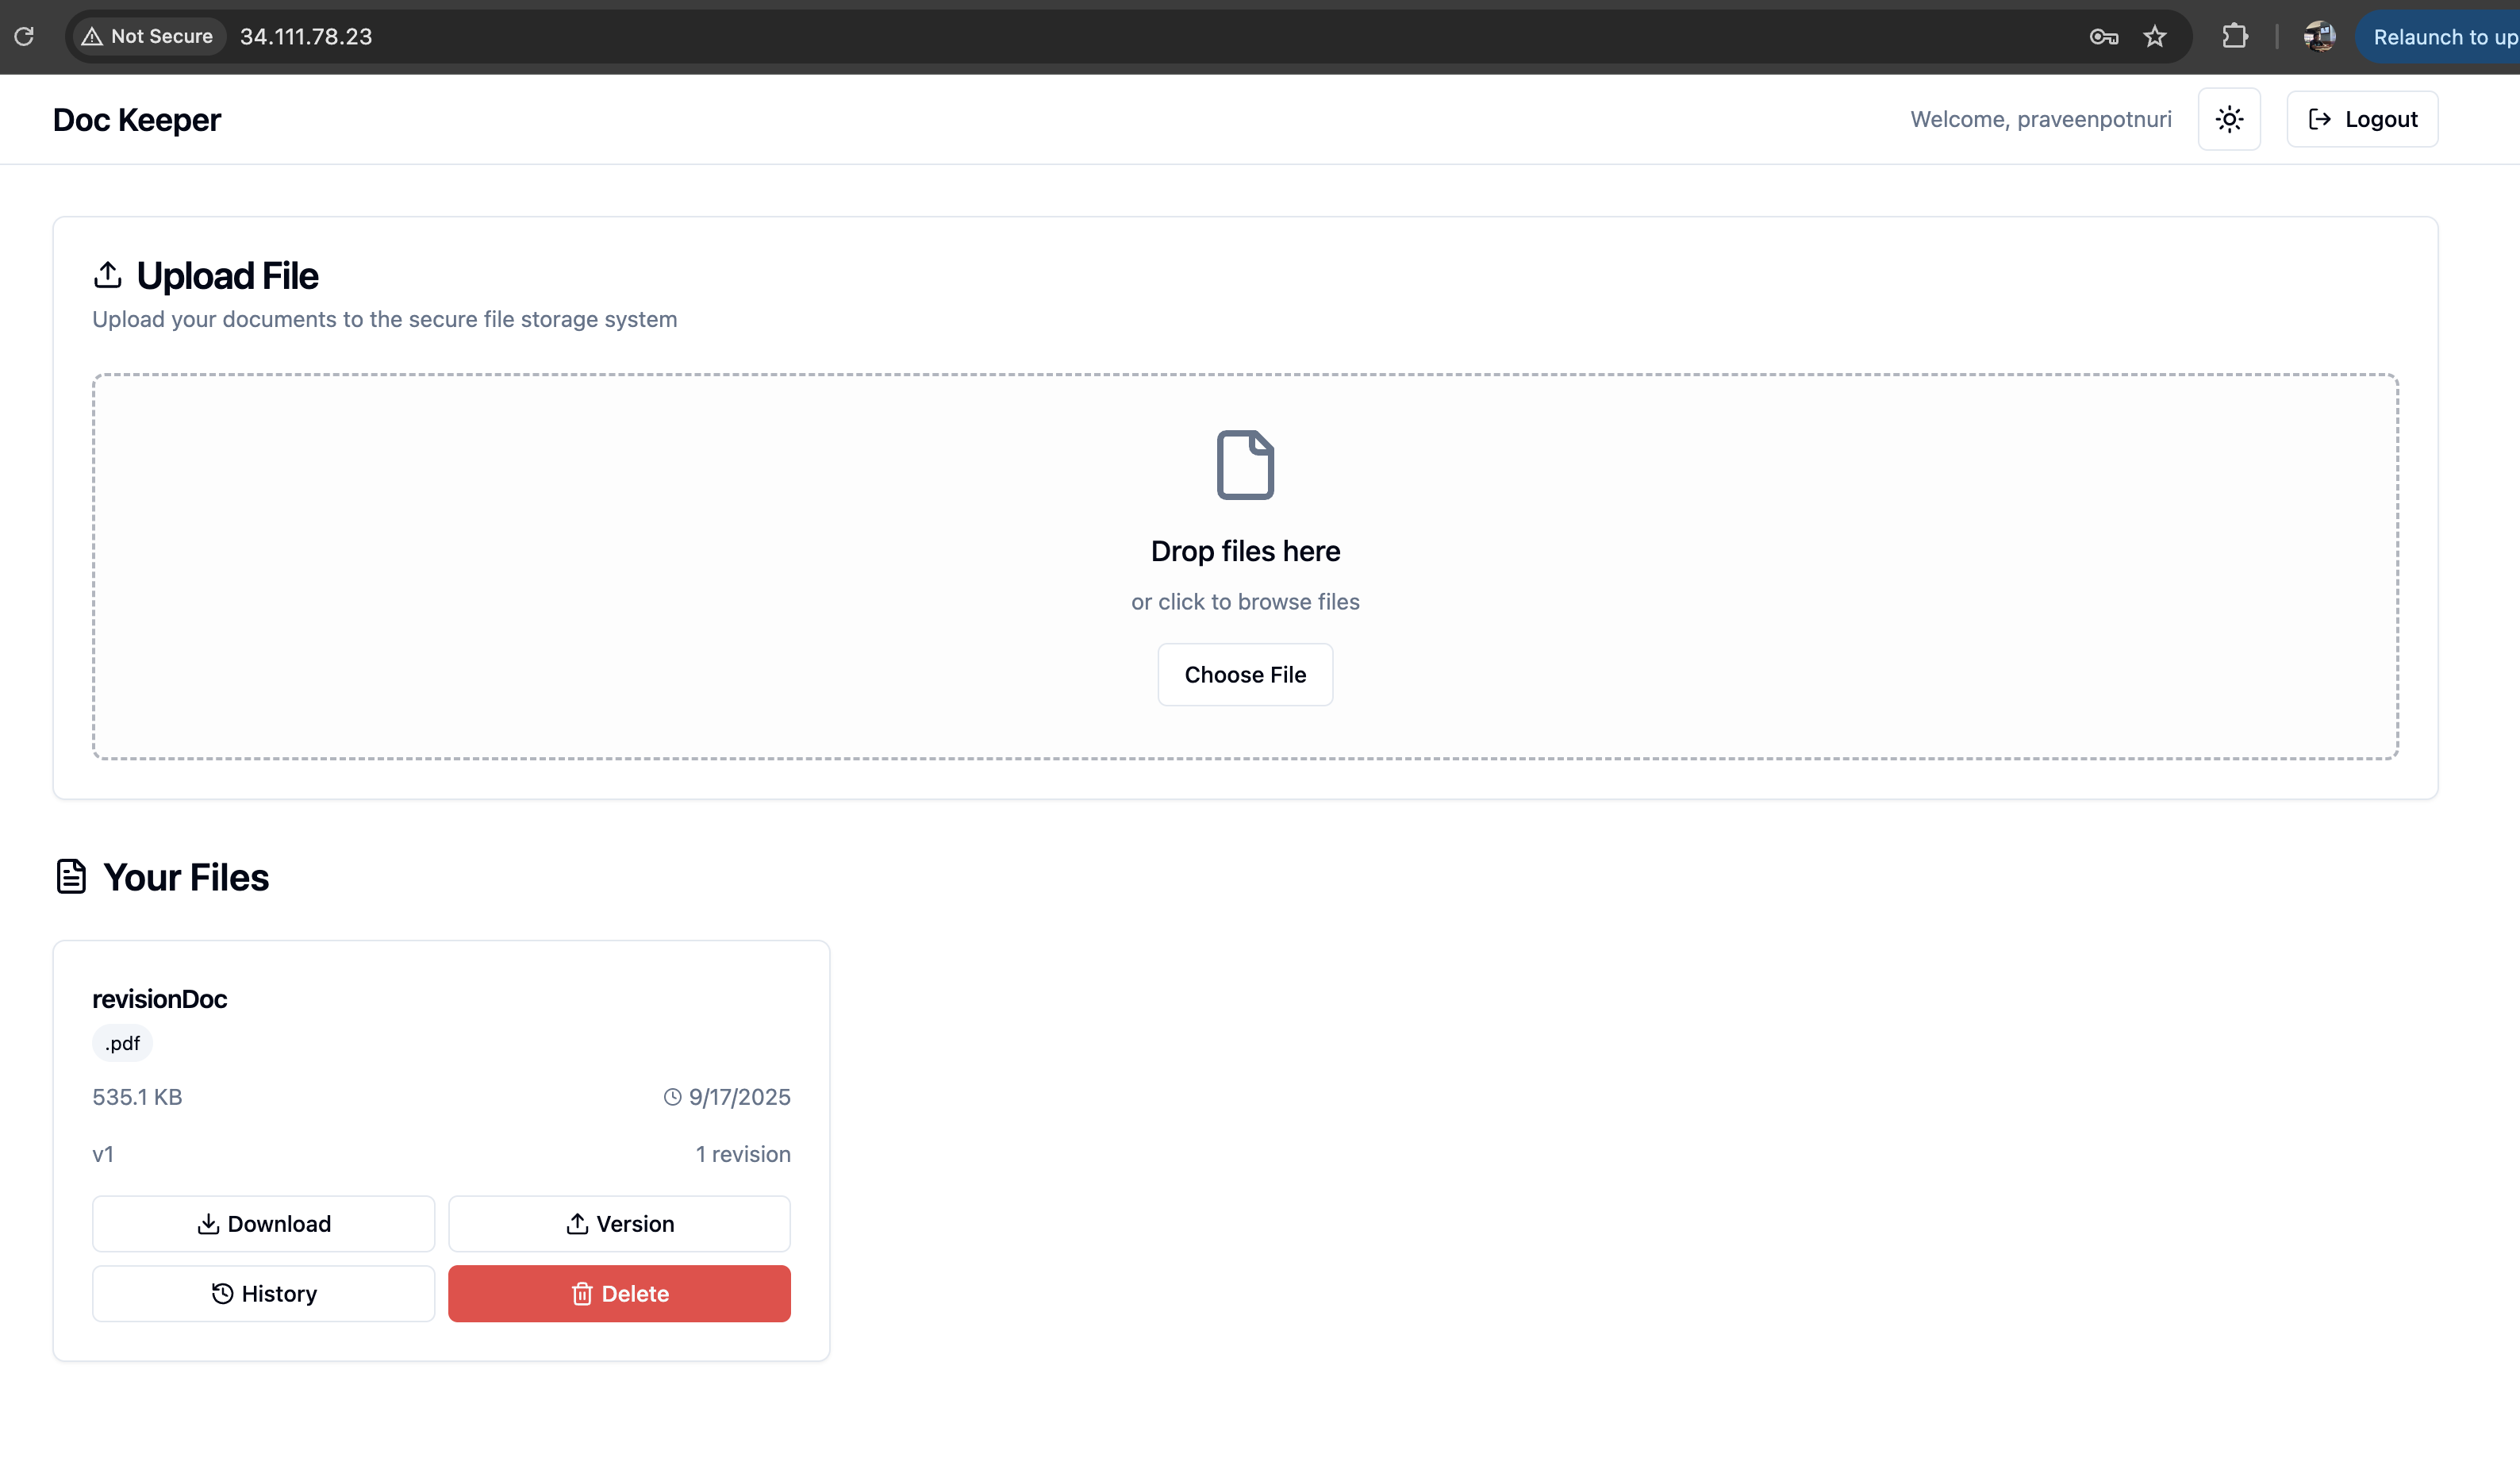 Not Secure 34.111.78.23
Relaunch to up
Doc Keeper
Welcome, praveenpotnuri
Logout
Upload File
Upload your documents to the secure file storage system
Drop files here
or click to browse files
Choose File
Your Files
revisionDoc
.pdf
535.1 KB
9/17/2025
v1
1 revision
Download
Version
History
Delete